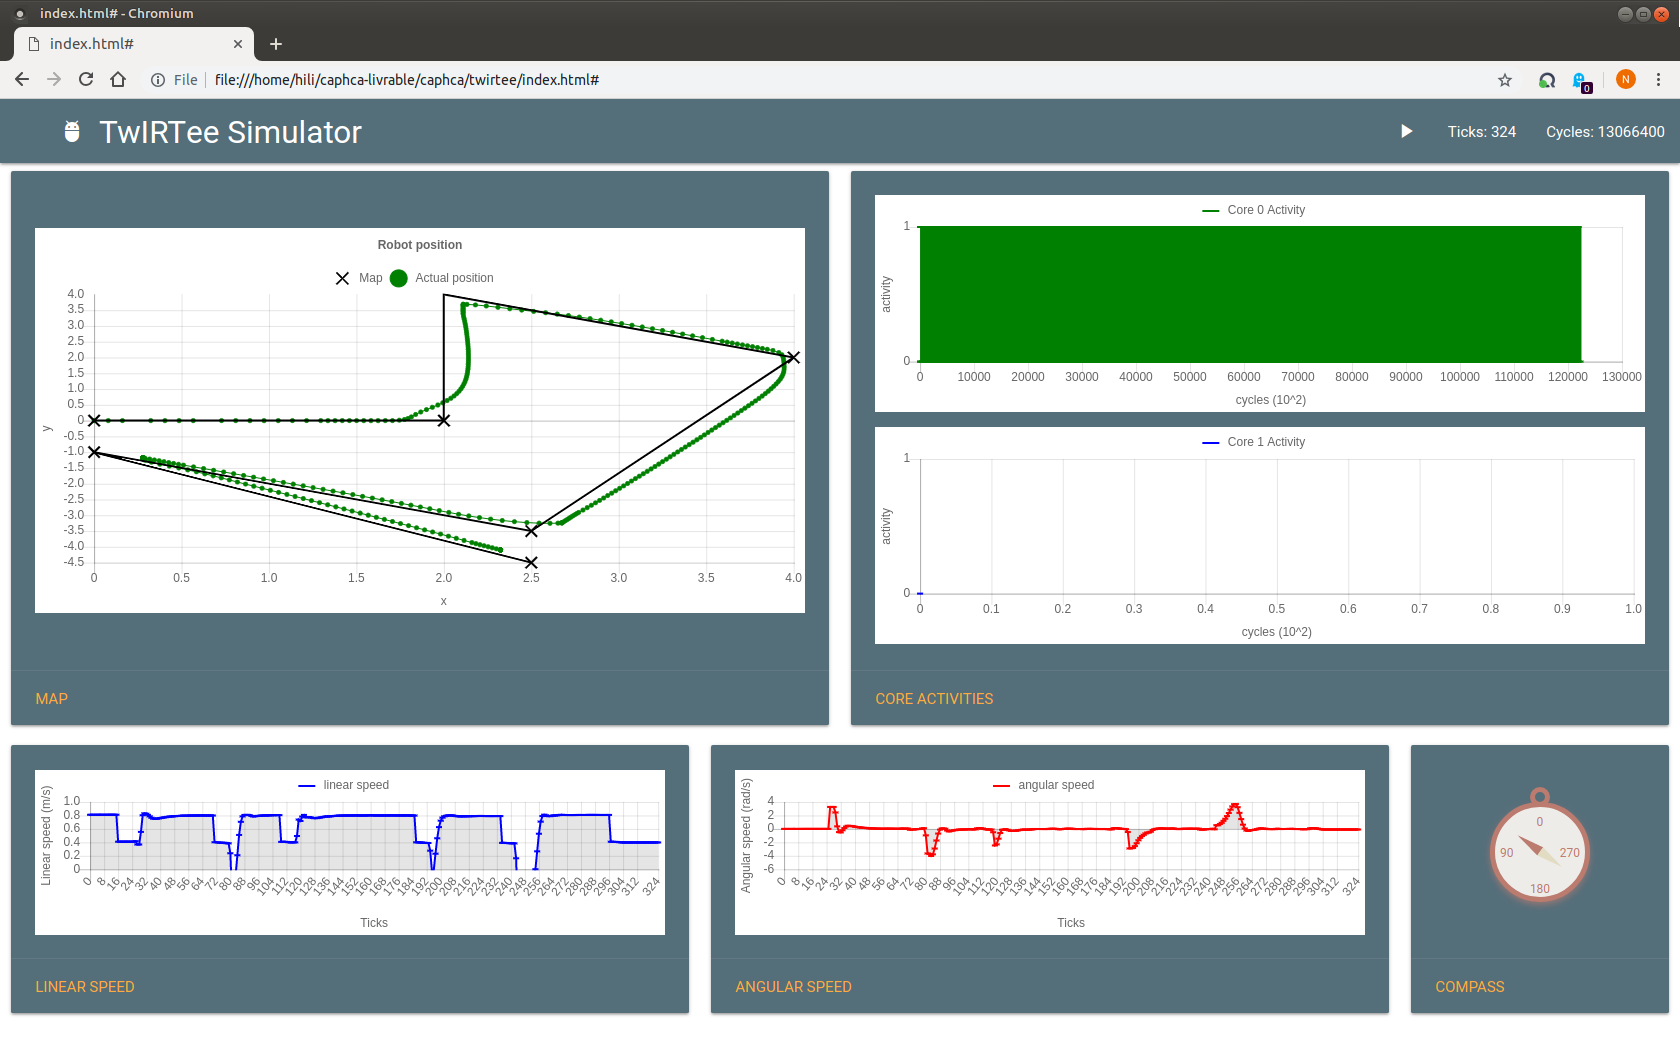 index.html# - Chromium
index.html#
File file:///home/hili/caphca-livrable/caphca/twirtee/index.html#
0
N
TwIRTee Simulator
Ticks: 324 Cycles: 13066400
Robot position
Map Actual position
4.0
3.5
3.0
2.5
2.0
1.5
1.0
0.5
0
-0.5
-1.0
-1.5
-2.0
-2.5
-3.0
-3.5
-4.0
-4.5
y
0 0.5 1.0 1.5 2.0 2.5 3.0 3.5 4.0
x
MAP
Core 0 Activity
1
activity
0
0 10000 20000 30000 40000 50000 60000 70000 80000 90000 100000 110000 120000 130000
cycles (10^2)
Core 1 Activity
1
activity
0
0 0.1 0.2 0.3 0.4 0.5 0.6 0.7 0.8 0.9 1.0
cycles (10^2)
CORE ACTIVITIES
linear speed
Linear speed (m/s)
1.0
0.8
0.6
0.4
0.2
0
0 8 16 24 32 40 48 56 64 72 80 88 96 104 112 120 128 136 144 152 160 168 176 184 192 200 208 216 224 232 240 248 256 264 272 280 288 296 304 312 324
Ticks
LINEAR SPEED
angular speed
Angular speed (rad/s)
4
2
0
-2
-4
-6
0 8 16 24 32 40 48 56 64 72 80 88 96 104 112 120 128 136 144 152 160 168 176 184 192 200 208 216 224 232 240 248 256 264 272 280 288 296 304 312 324
Ticks
ANGULAR SPEED
0
90 270
180
COMPASS